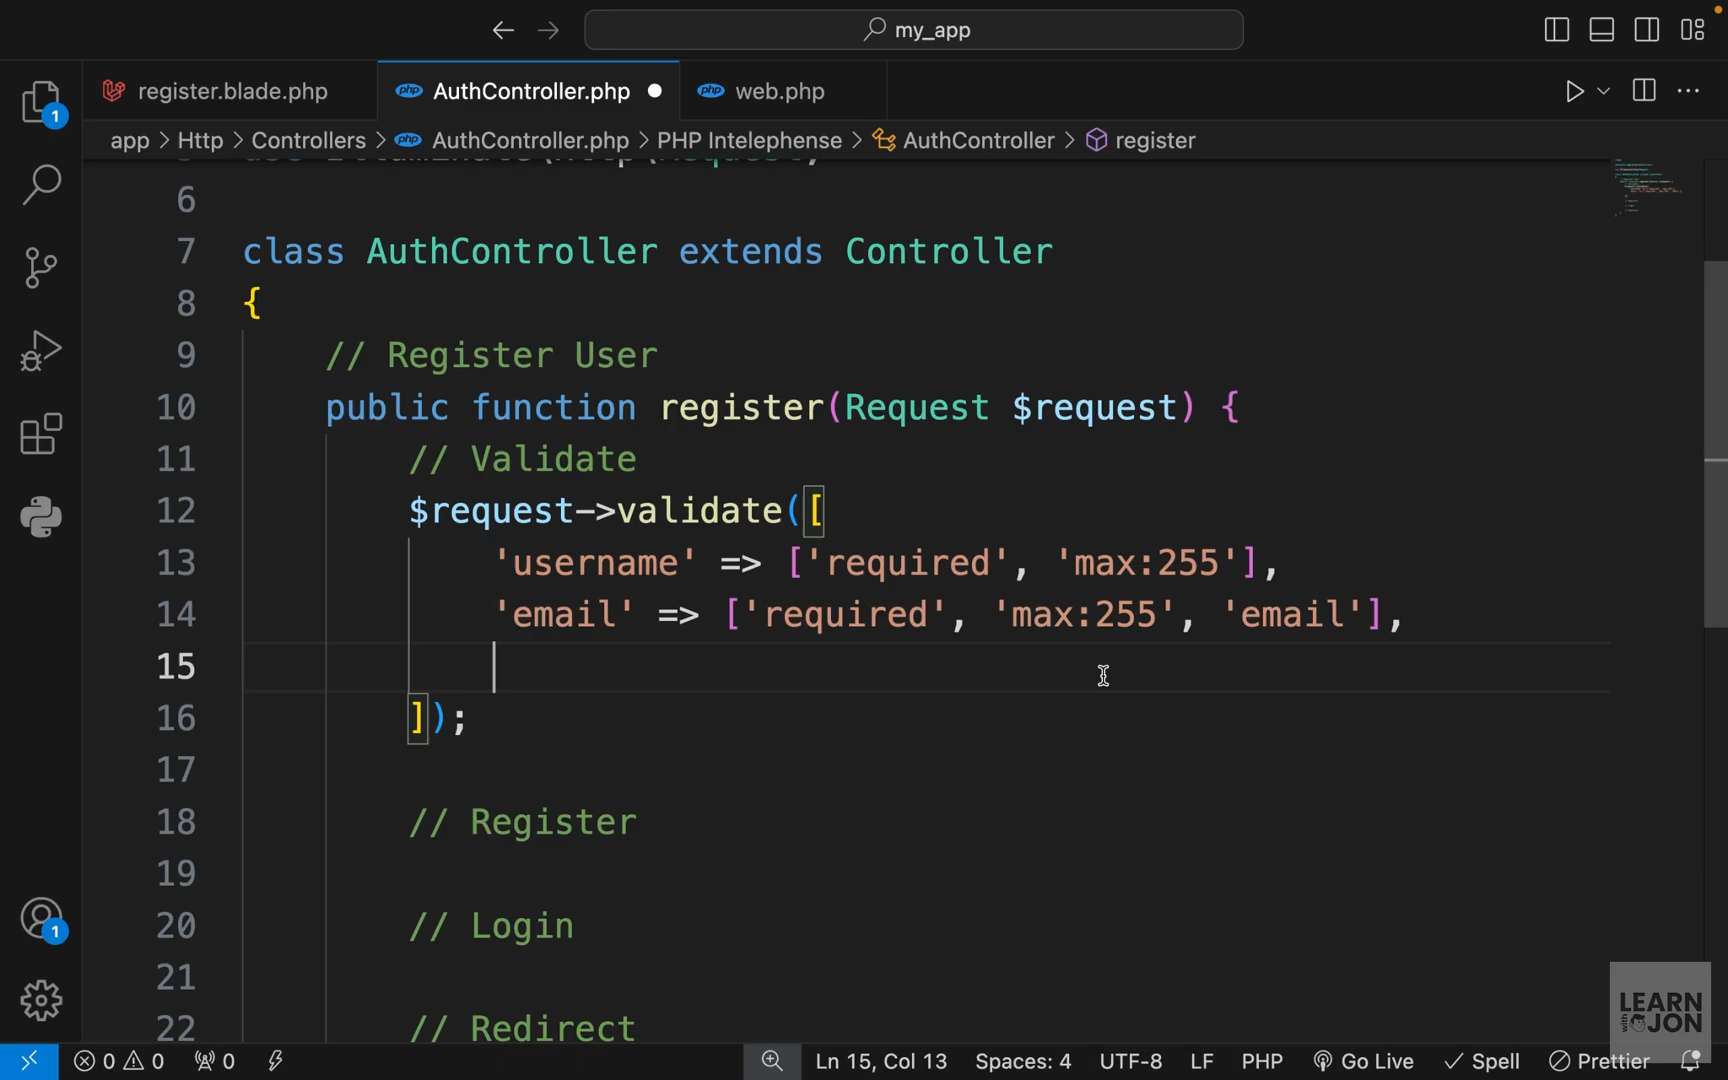 my_app
register.blade.php
AuthController.php
web.php
app > Http > Controllers > AuthController.php > PHP Intelephense > AuthController > register
6
7 class AuthController extends Controller
8 {
9 // Register User
10 public function register(Request $request) {
11 // Validate
12 $request->validate([
13 'username' => ['required', 'max:255'],
14 'email' => ['required', 'max:255', 'email'],
15
16 ]);
17
18 // Register
19
20 // Login
21
22 // Redirect
1
1
0 0 0 Ln 15, Col 13 Spaces: 4 UTF-8 LF PHP Go Live Spell Prettier
LEARN
with JON